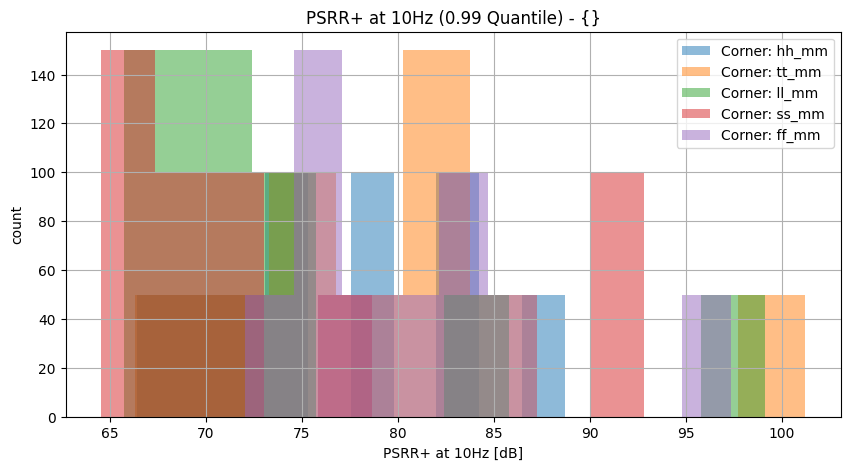 PSRR+ at 10Hz (0.99 Quantile) - {}
Corner: hh_mm
Corner: tt_mm
Corner: ll_mm
Corner: ss_mm
Corner: ff_mm
140
120
100
80
60
40
20
0
count
65 70 75 80 85 90 95 100
PSRR+ at 10Hz [dB]